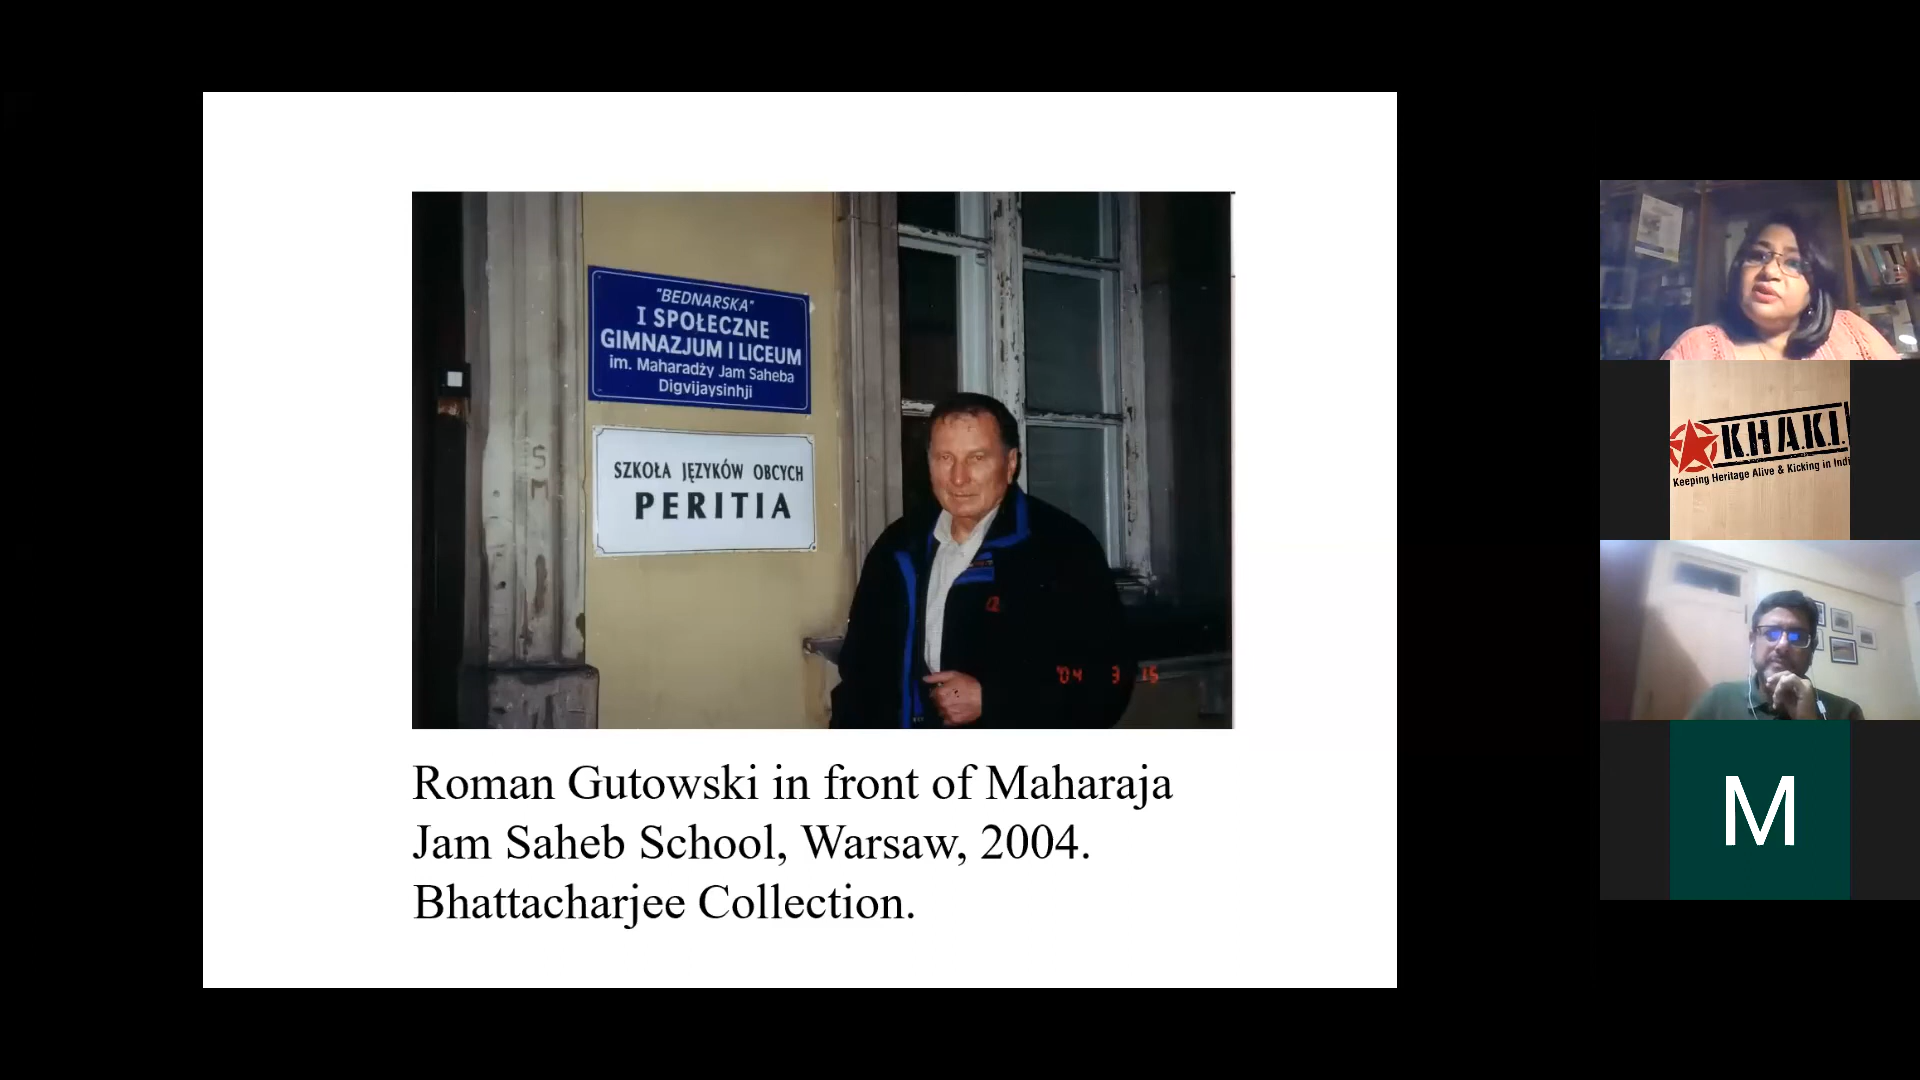 "BEDNARSKA"
I SPOŁECZNE
GIMNAZJUM I LICEUM
im. Maharadży Jam Saheba
Digvijaysinhji
SZKOŁA JĘZYKÓW OBCYCH
PERITIA
S
M
'04 3 15
Roman Gutowski in front of Maharaja
Jam Saheb School, Warsaw, 2004.
Bhattacharjee Collection.
K.H.A.K.I.
Keeping Heritage Alive & Kicking in Indi
M